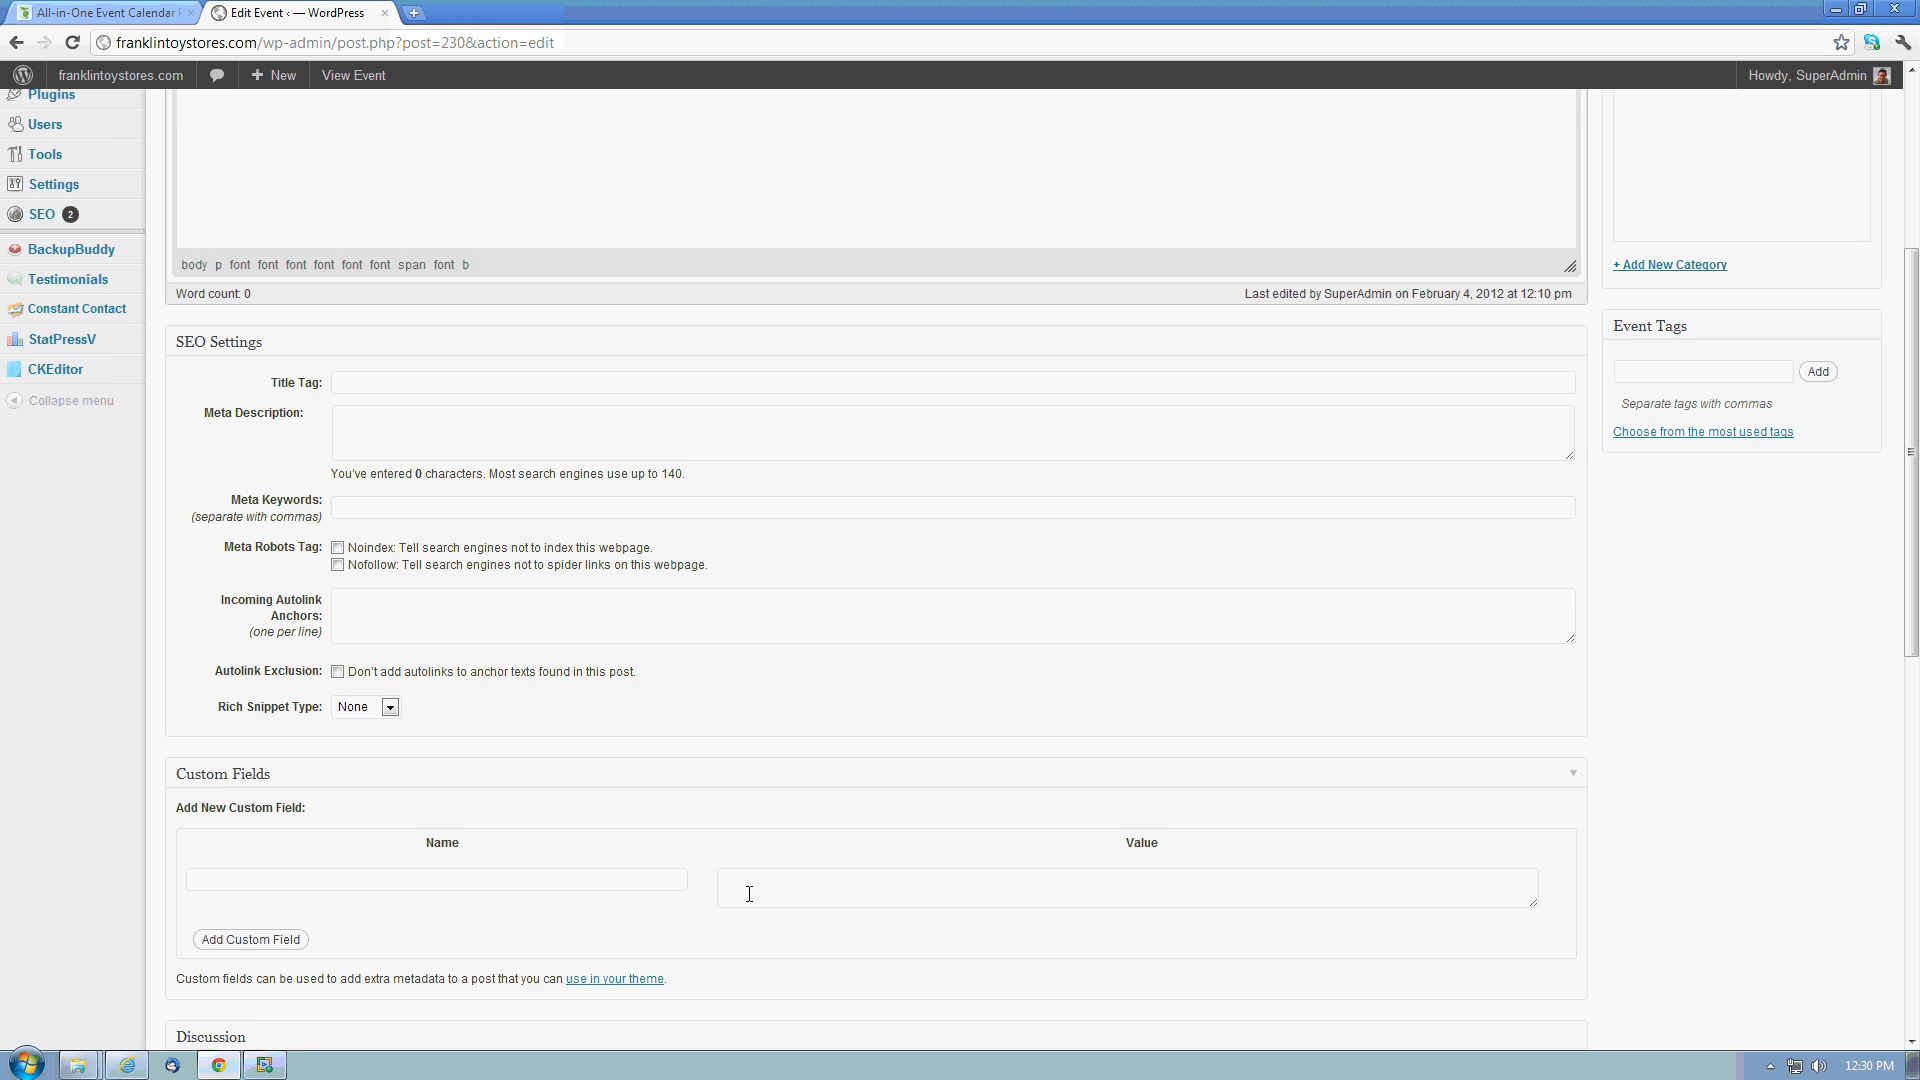 All-in-One Event Calendar
Edit Event ‹ — WordPress
franklintoystores.com/wp-admin/post.php?post=230&action=edit
franklintoystores.com
New
View Event
Howdy, SuperAdmin
Plugins
Users
Tools
Settings
SEO 2
BackupBuddy
Testimonials
Constant Contact
StatPressV
CKEditor
Collapse menu
body p font font font font font font span font b
Word count: 0
Last edited by SuperAdmin on February 4, 2012 at 12:10 pm
+ Add New Category
Event Tags
Add
Separate tags with commas
Choose from the most used tags
SEO Settings
Title Tag:
Meta Description:
You've entered 0 characters. Most search engines use up to 140.
Meta Keywords:
(separate with commas)
Meta Robots Tag:
Noindex: Tell search engines not to index this webpage.
Nofollow: Tell search engines not to spider links on this webpage.
Incoming Autolink
Anchors:
(one per line)
Autolink Exclusion:
Don't add autolinks to anchor texts found in this post.
Rich Snippet Type:
None
Custom Fields
Add New Custom Field:
Name
Value
Add Custom Field
Custom fields can be used to add extra metadata to a post that you can use in your theme.
Discussion
12:30 PM